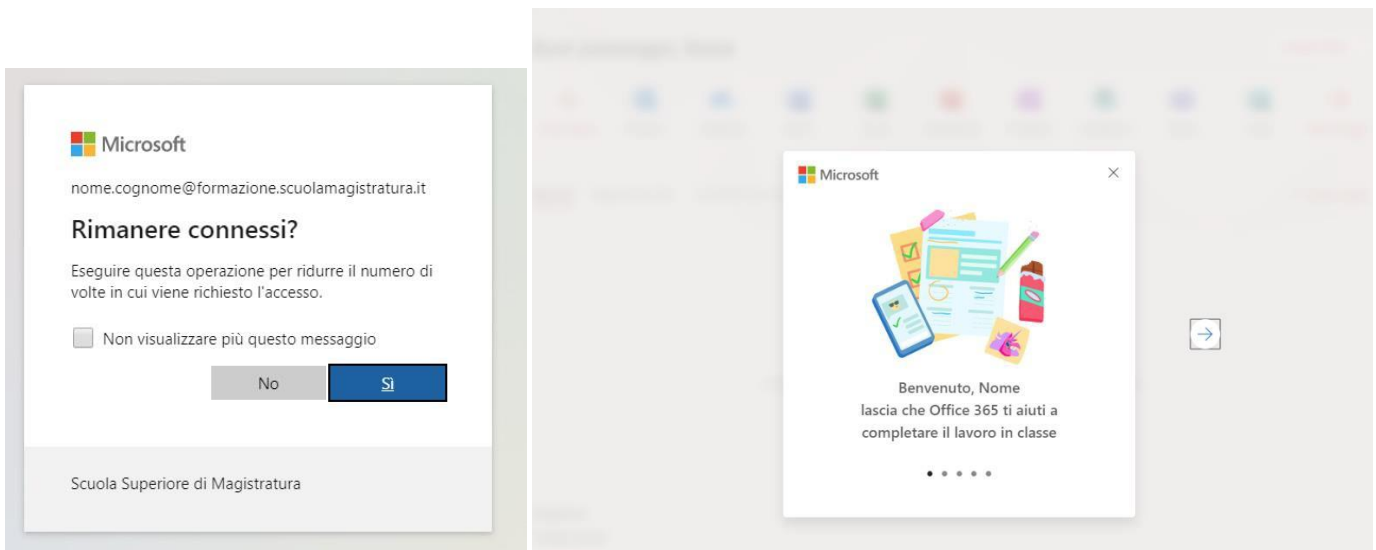 Microsoft
nome.cognome@formazione.scuolamagistratura.it
Rimanere connessi?
Eseguire questa operazione per ridurre il numero di
volte in cui viene richiesto l'accesso.
Non visualizzare più questo messaggio
No
Sì
Scuola Superiore di Magistratura
Microsoft
Benvenuto, Nome
lascia che Office 365 ti aiuti a
completare il lavoro in classe